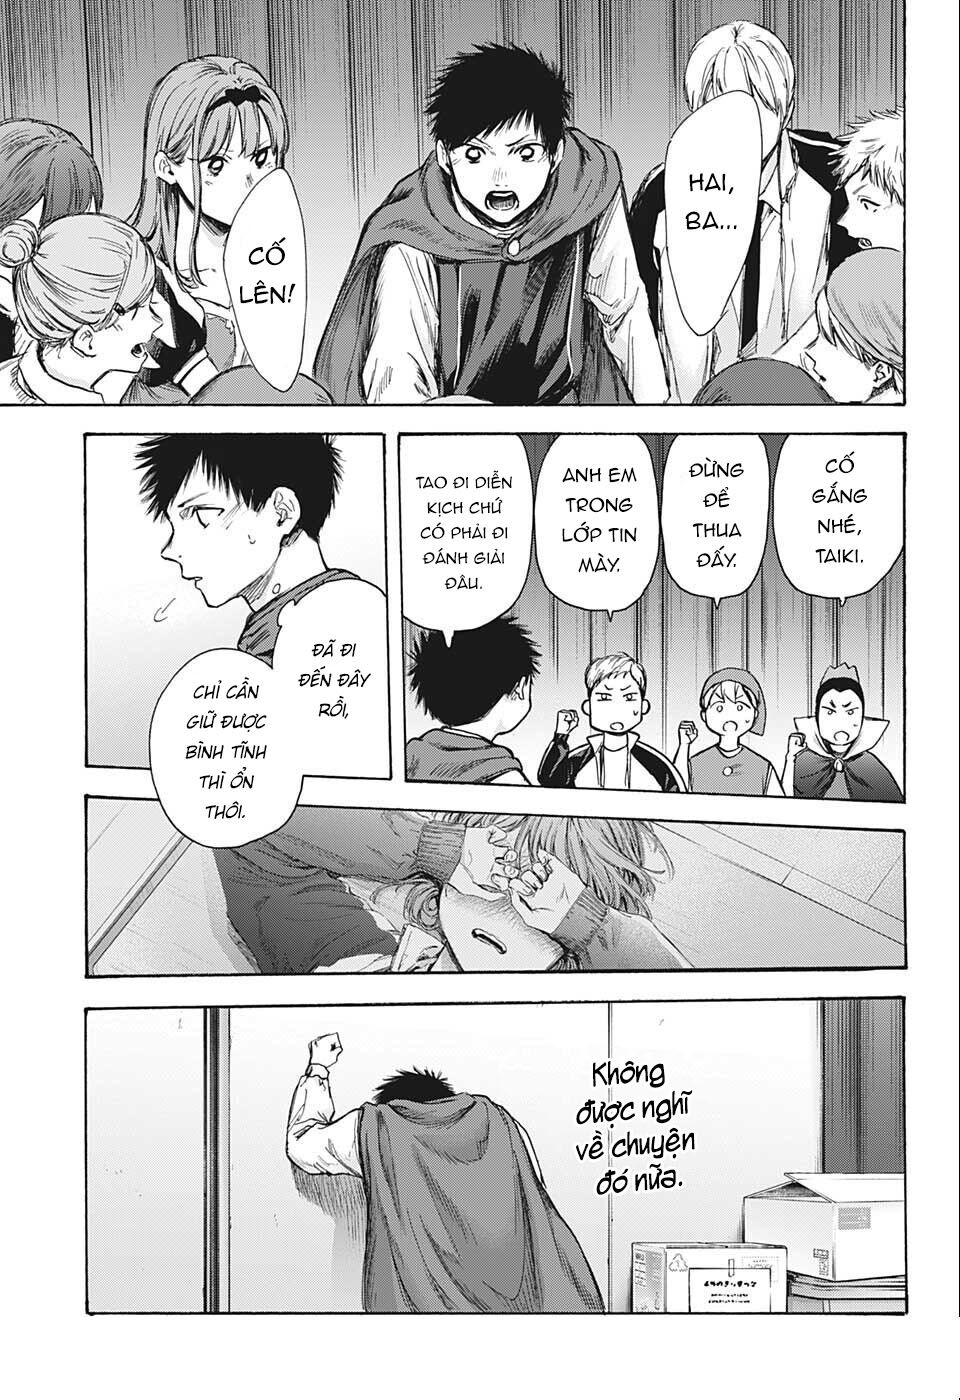 HAI,
BA...
CỐ
LÊN!
CỐ
GẮNG
NHÉ,
TAIKI.
ĐỪNG
ĐỂ
THUA
ĐẤY.
ANH EM
TRONG
LỚP TIN
MÀY.
TAO ĐI DIỄN
KỊCH CHỨ
CÓ PHẢI ĐI
ĐÁNH GIẢI
ĐÂU.
ĐÃ ĐI
ĐẾN ĐÂY
RỒI,
CHỈ CẦN
GIỮ ĐƯỢC
BÌNH TĨNH
THÌ ỔN
THÔI.
Không
được nghĩ
về chuyện
đó nữa.